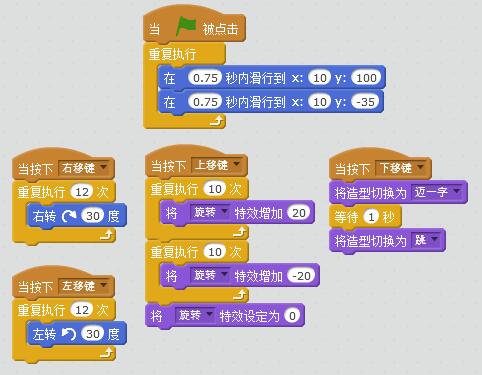 当 被点击
重复执行
在 0.75 秒内滑行到 x: 10 y: 100
在 0.75 秒内滑行到 x: 10 y: -35
当按下 右移键
重复执行 12 次
右转 30 度
当按下 左移键
重复执行 12 次
左转 30 度
当按下 上移键
重复执行 10 次
将 旋转 特效增加 20
重复执行 10 次
将 旋转 特效增加 -20
将 旋转 特效设定为 0
当按下 下移键
将造型切换为 迈一字
等待 1 秒
将造型切换为 跳